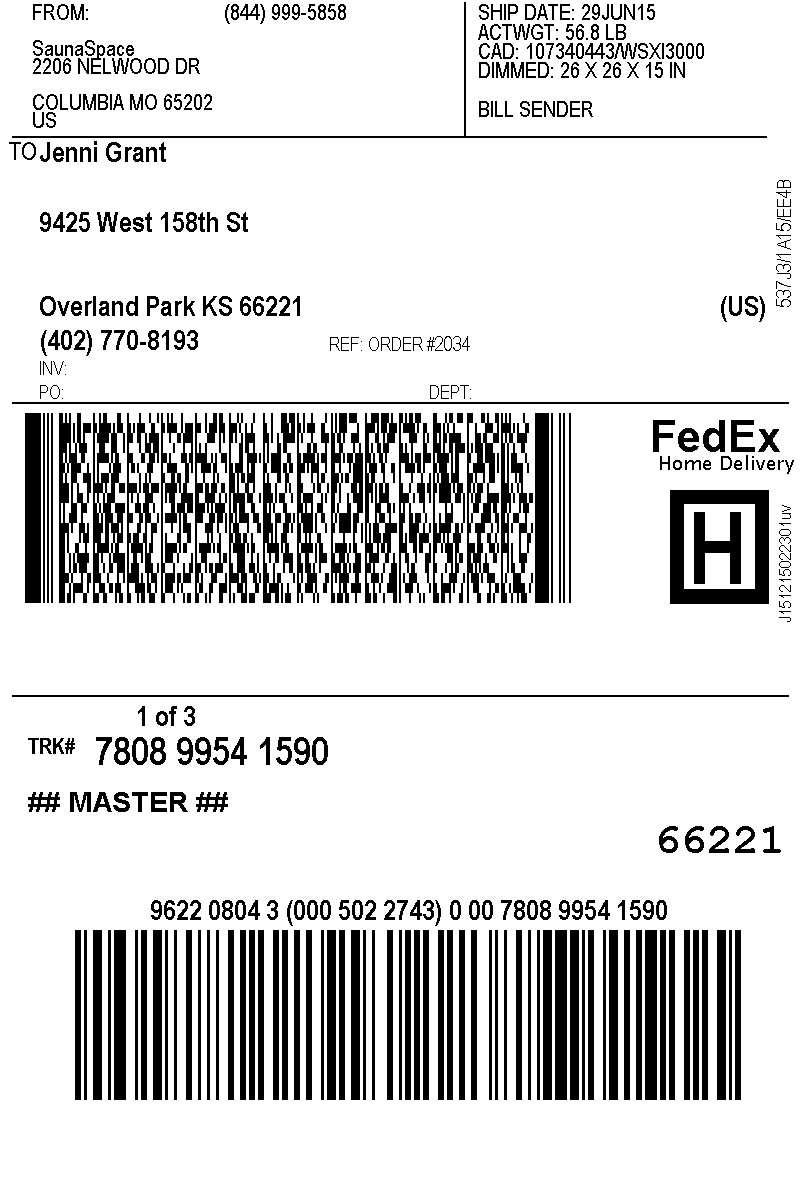 FROM: (844) 999-5858
SaunaSpace
2206 NELWOOD DR
COLUMBIA MO 65202
US
SHIP DATE: 29JUN15
ACTWGT: 56.8 LB
CAD: 107340443/WSXI3000
DIMMED: 26 X 26 X 15 IN
BILL SENDER
TO Jenni Grant
9425 West 158th St
Overland Park KS 66221 (US)
(402) 770-8193 REF: ORDER #2034
INV:
PO: DEPT:
537J3/1A15/EE4B
FedEx
Home Delivery
H
J151215022301uv
1 of 3
TRK# 7808 9954 1590
## MASTER ##
66221
9622 0804 3 (000 502 2743) 0 00 7808 9954 1590